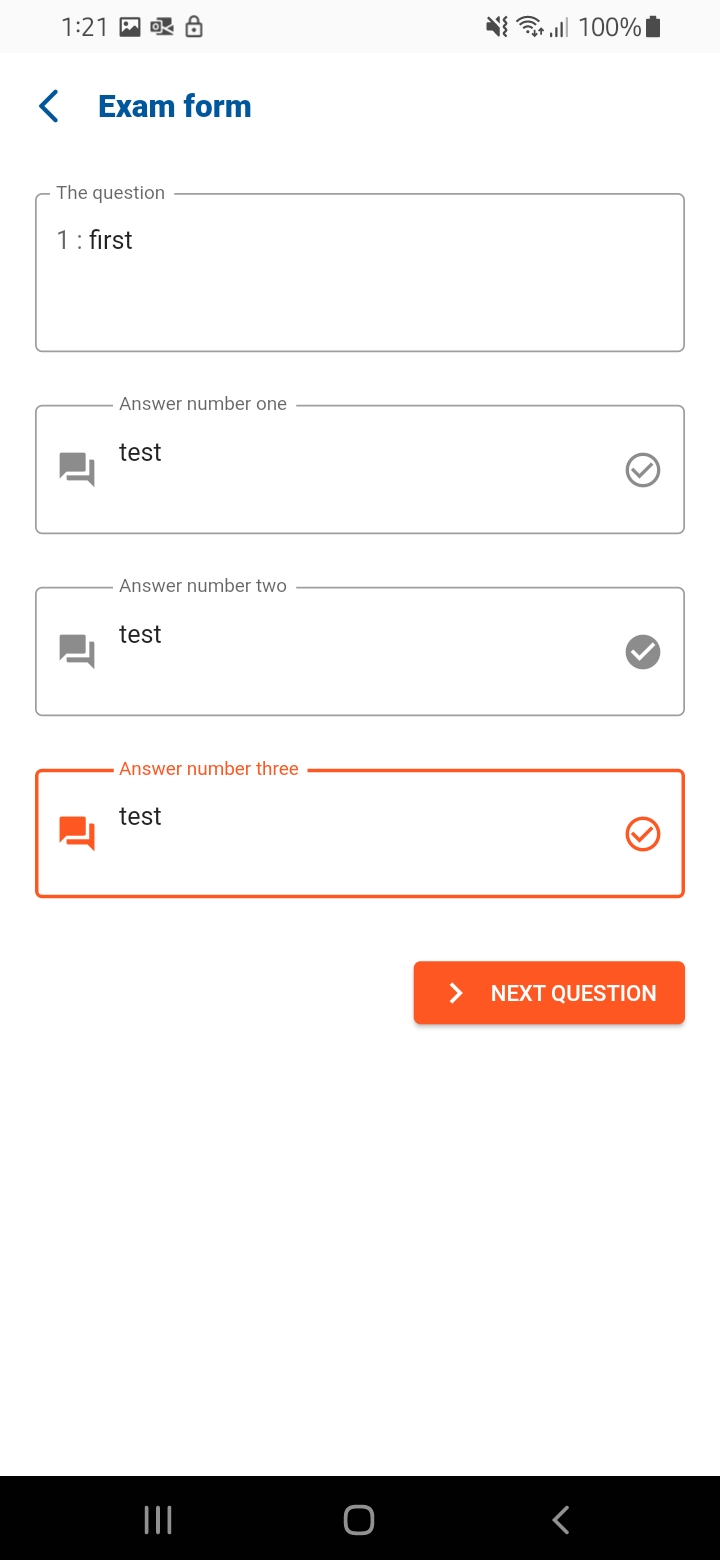 1:21 100%
Exam form
The question
1 : first
Answer number one
test
Answer number two
test
Answer number three
test
NEXT QUESTION